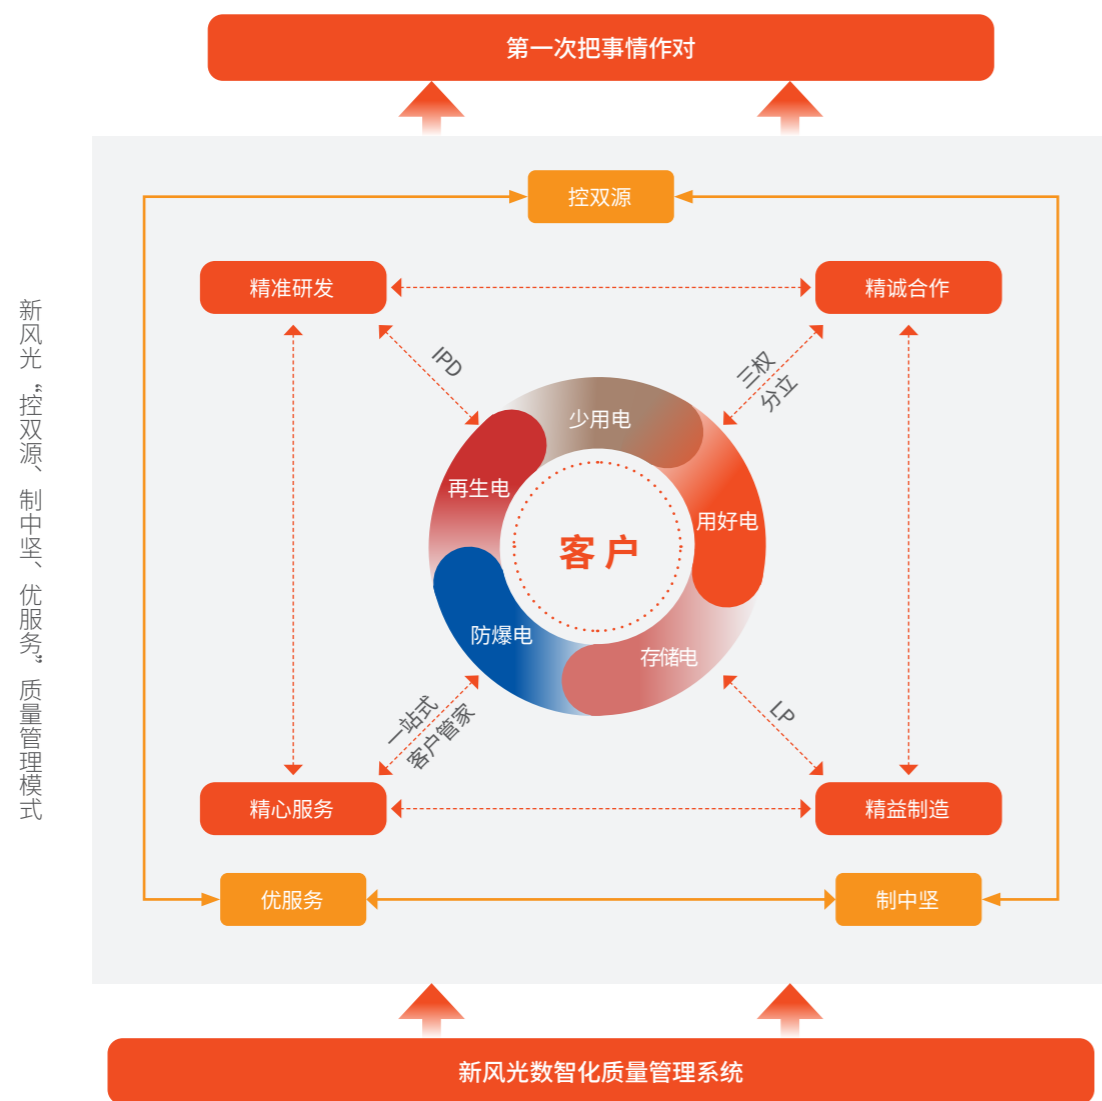 第一次把事情作对
控双源
精准研发
精诚合作
IPD
三权
分立
少用电
再生电
用好电
客户
防爆电
存储电
一站式
客户管家
LP
精心服务
精益制造
优服务
制中坚
新风光数智化质量管理系统
新风光“控双源、制中坚、优服务”质量管理模式